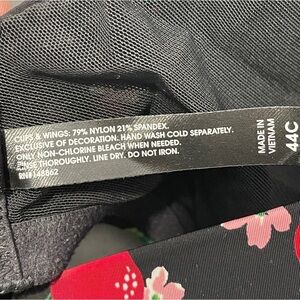 CUPS & WINGS: 79% NYLON 21% SPANDEX.
EXCLUSIVE OF DECORATION. HAND WASH COLD SEPARATELY.
ONLY NON-CHLORINE BLEACH WHEN NEEDED.
RINSE THOROUGHLY. LINE DRY. DO NOT IRON.
RN#148662
MADE IN
VIETNAM
44C